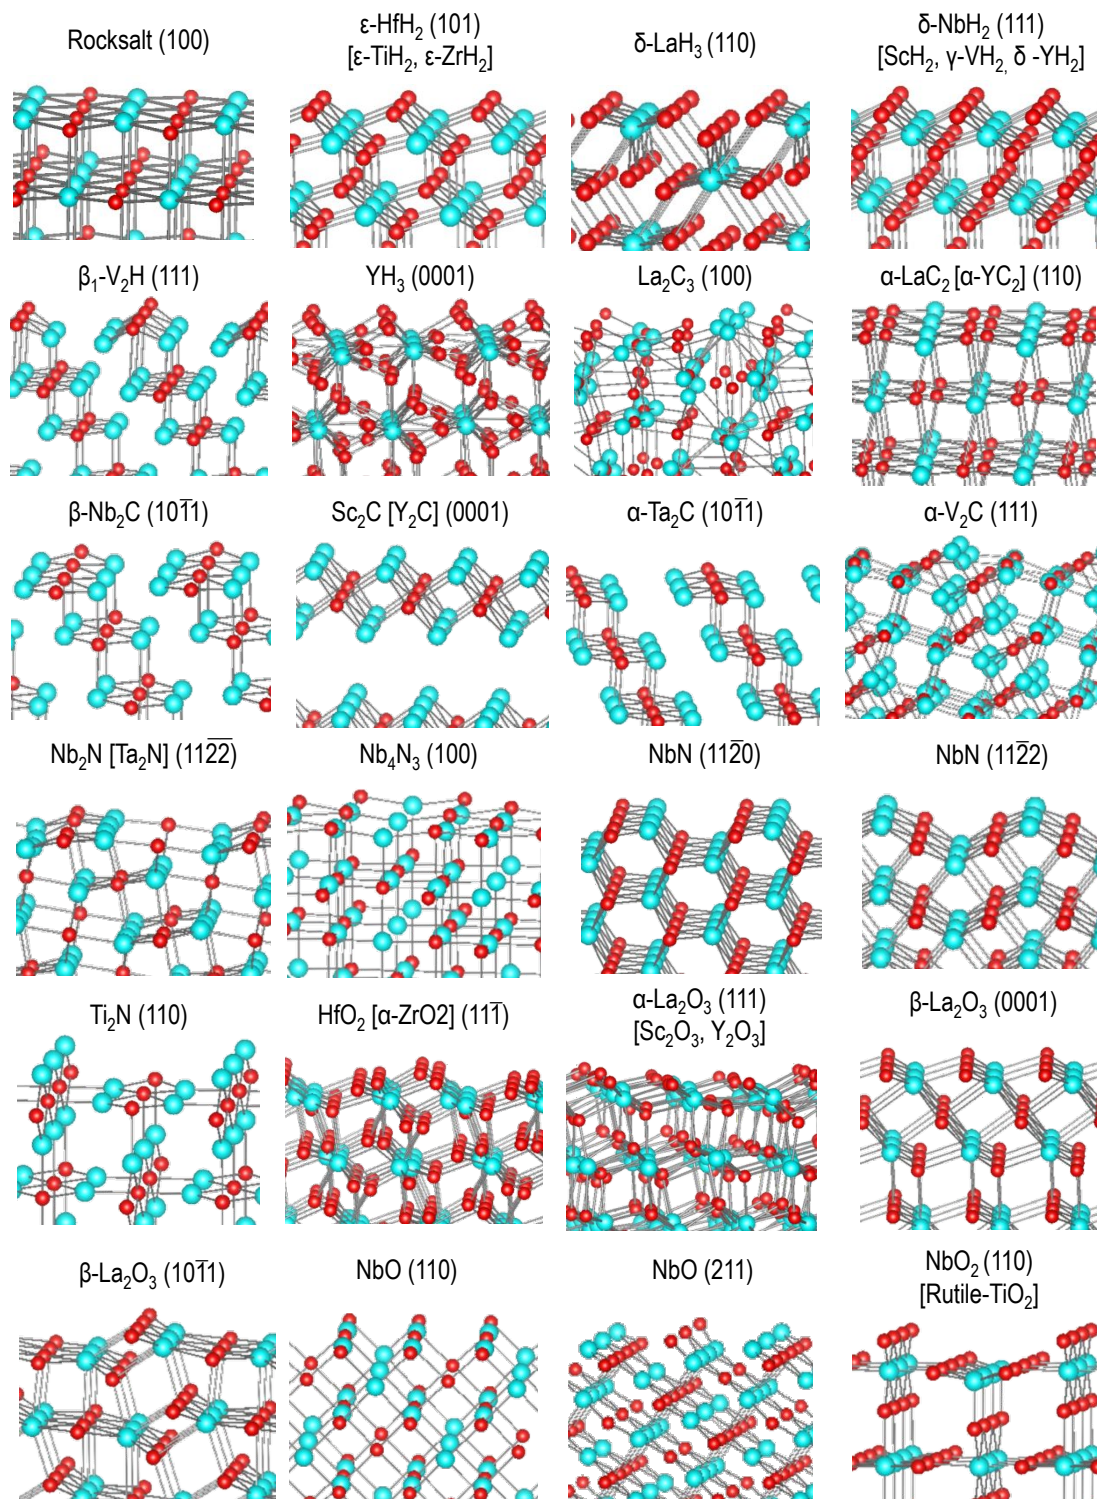 Rocksalt (100)
ε-HfH₂ (101)
[ε-TiH₂, ε-ZrH₂]
δ-LaH₃ (110)
δ-NbH₂ (111)
[ScH₂, γ-VH₂, δ -YH₂]
β₁-V₂H (111)
YH₃ (0001)
La₂C₃ (100)
α-LaC₂ [α-YC₂] (110)
β-Nb₂C (101̅1)
Sc₂C [Y₂C] (0001)
α-Ta₂C (101̅1)
α-V₂C (111)
Nb₂N [Ta₂N] (112̅2̅)
Nb₄N₃ (100)
NbN (112̅0)
NbN (112̅2)
Ti₂N (110)
HfO₂ [α-ZrO2] (111̅)
α-La₂O₃ (111)
[Sc₂O₃, Y₂O₃]
β-La₂O₃ (0001)
β-La₂O₃ (101̅1)
NbO (110)
NbO (211)
NbO₂ (110)
[Rutile-TiO₂]